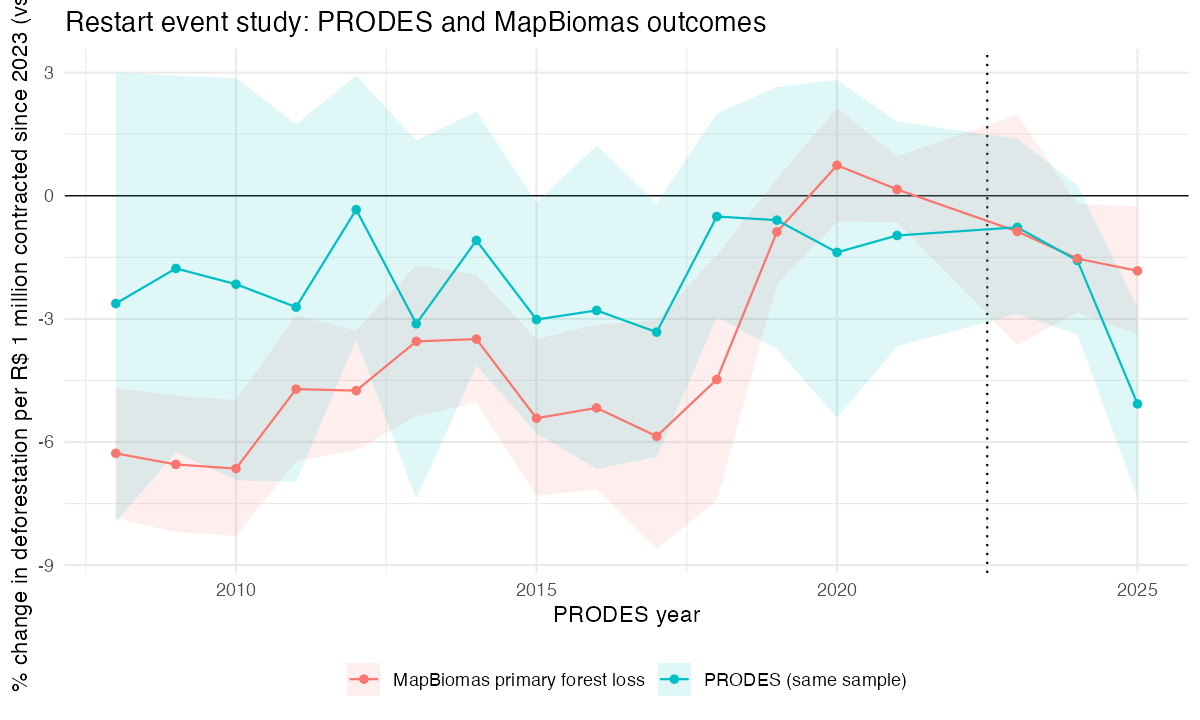 Restart event study: PRODES and MapBiomas outcomes
% change in deforestation per R$ 1 million contracted since 2023 (vs
3
0
-3
-6
-9
2010
2015
2020
2025
PRODES year
MapBiomas primary forest loss
PRODES (same sample)